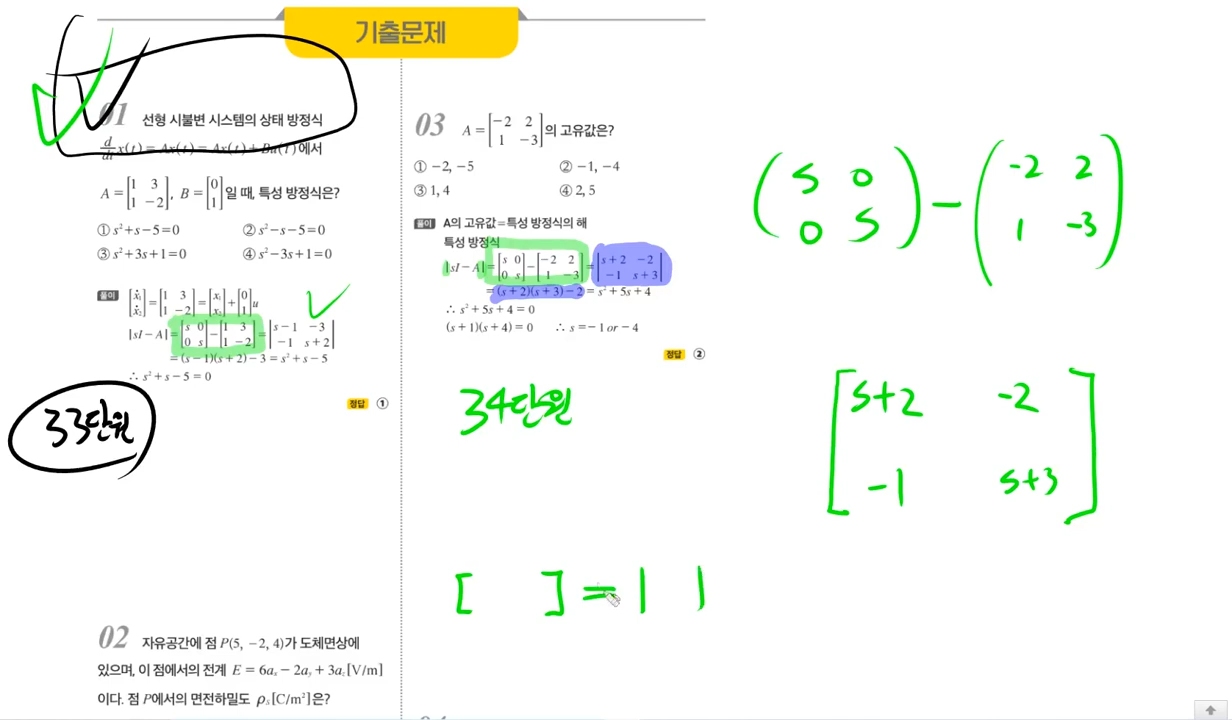 기출문제
01 선형 시불변 시스템의 상태 방정식
d/dt x(t) = Ax(t) = Ax(t) + Bu(t)에서
A = [1 3; 1 −2], B = [0; 1]일 때, 특성 방정식은?
① s²+s−5=0 ② s²−s−5=0
③ s²+3s+1=0 ④ s²−3s+1=0
풀이 [ẋ₁; ẋ₂] = [1 3; 1 −2] = [x₁; x₂] + [0; 1]u
|sI−A| = [s 0; 0 s] − [1 3; 1 −2] = |s−1 −3; −1 s+2|
= (s−1)(s+2)−3 = s²+s−5
∴ s²+s−5=0
정답 ①
33단원
02 자유공간에 점 P(5, −2, 4)가 도체면상에
있으며, 이 점에서의 전계 E = 6aₓ − 2aᵧ + 3a_z[V/m]
이다. 점 P에서의 면전하밀도 ρₛ[C/m²]은?
03 A = [−2 2; 1 −3]의 고유값은?
① −2, −5 ② −1, −4
③ 1, 4 ④ 2, 5
풀이 A의 고유값=특성 방정식의 해
특성 방정식
|sI−A| = [s 0; 0 s] − [−2 2; 1 −3] = |s+2 −2; −1 s+3|
= (s+2)(s+3)−2 = s²+5s+4
∴ s²+5s+4=0
(s+1)(s+4)=0 ∴ s=−1 or −4
정답 ②
34단원
[ ] = | |
(s 0; 0 s) − (-2 2; 1 -3)
[s+2 -2; -1 s+3]